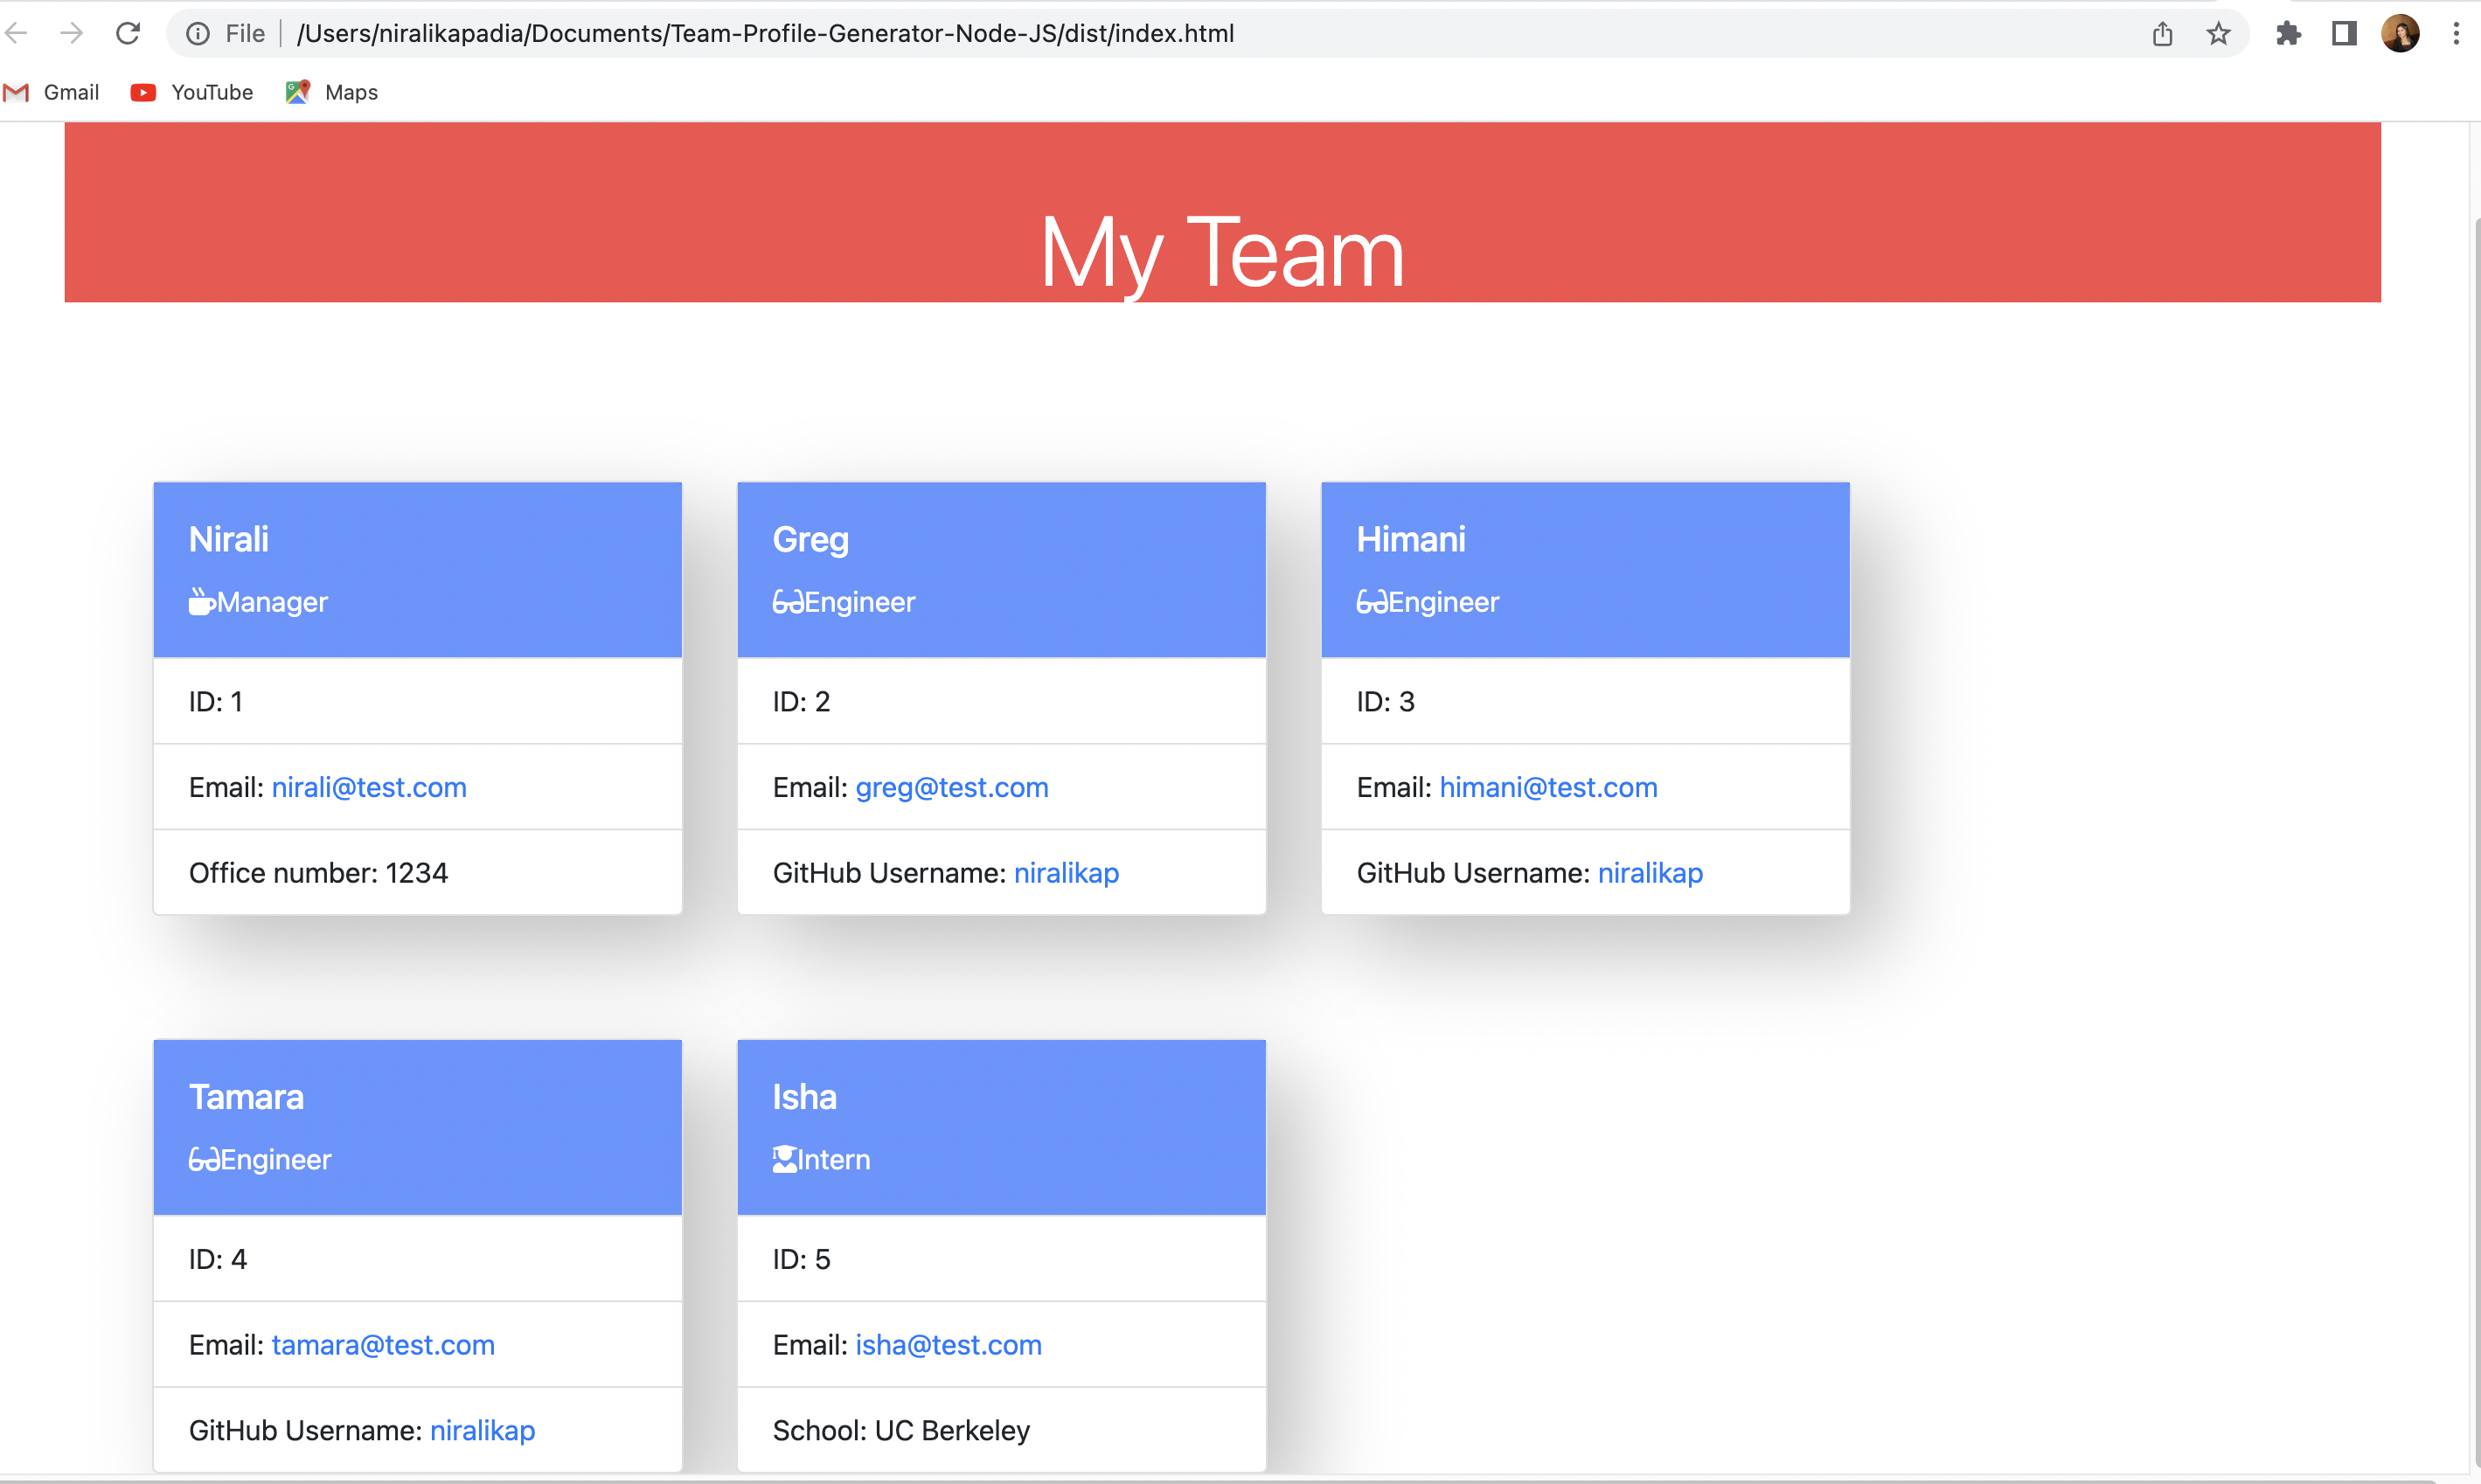 File /Users/niralikapadia/Documents/Team-Profile-Generator-Node-JS/dist/index.html
Gmail YouTube Maps
My Team
Nirali
Manager
ID: 1
Email: nirali@test.com
Office number: 1234
Greg
Engineer
ID: 2
Email: greg@test.com
GitHub Username: niralikap
Himani
Engineer
ID: 3
Email: himani@test.com
GitHub Username: niralikap
Tamara
Engineer
ID: 4
Email: tamara@test.com
GitHub Username: niralikap
Isha
Intern
ID: 5
Email: isha@test.com
School: UC Berkeley